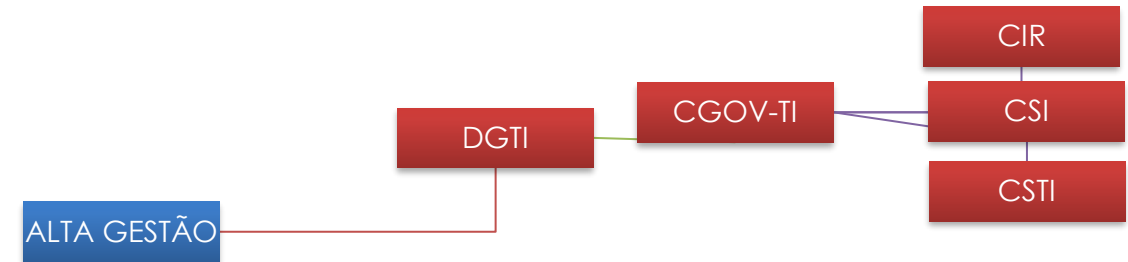 CIR
CGOV-TI
CSI
DGTI
CSTI
ALTA GESTÃO